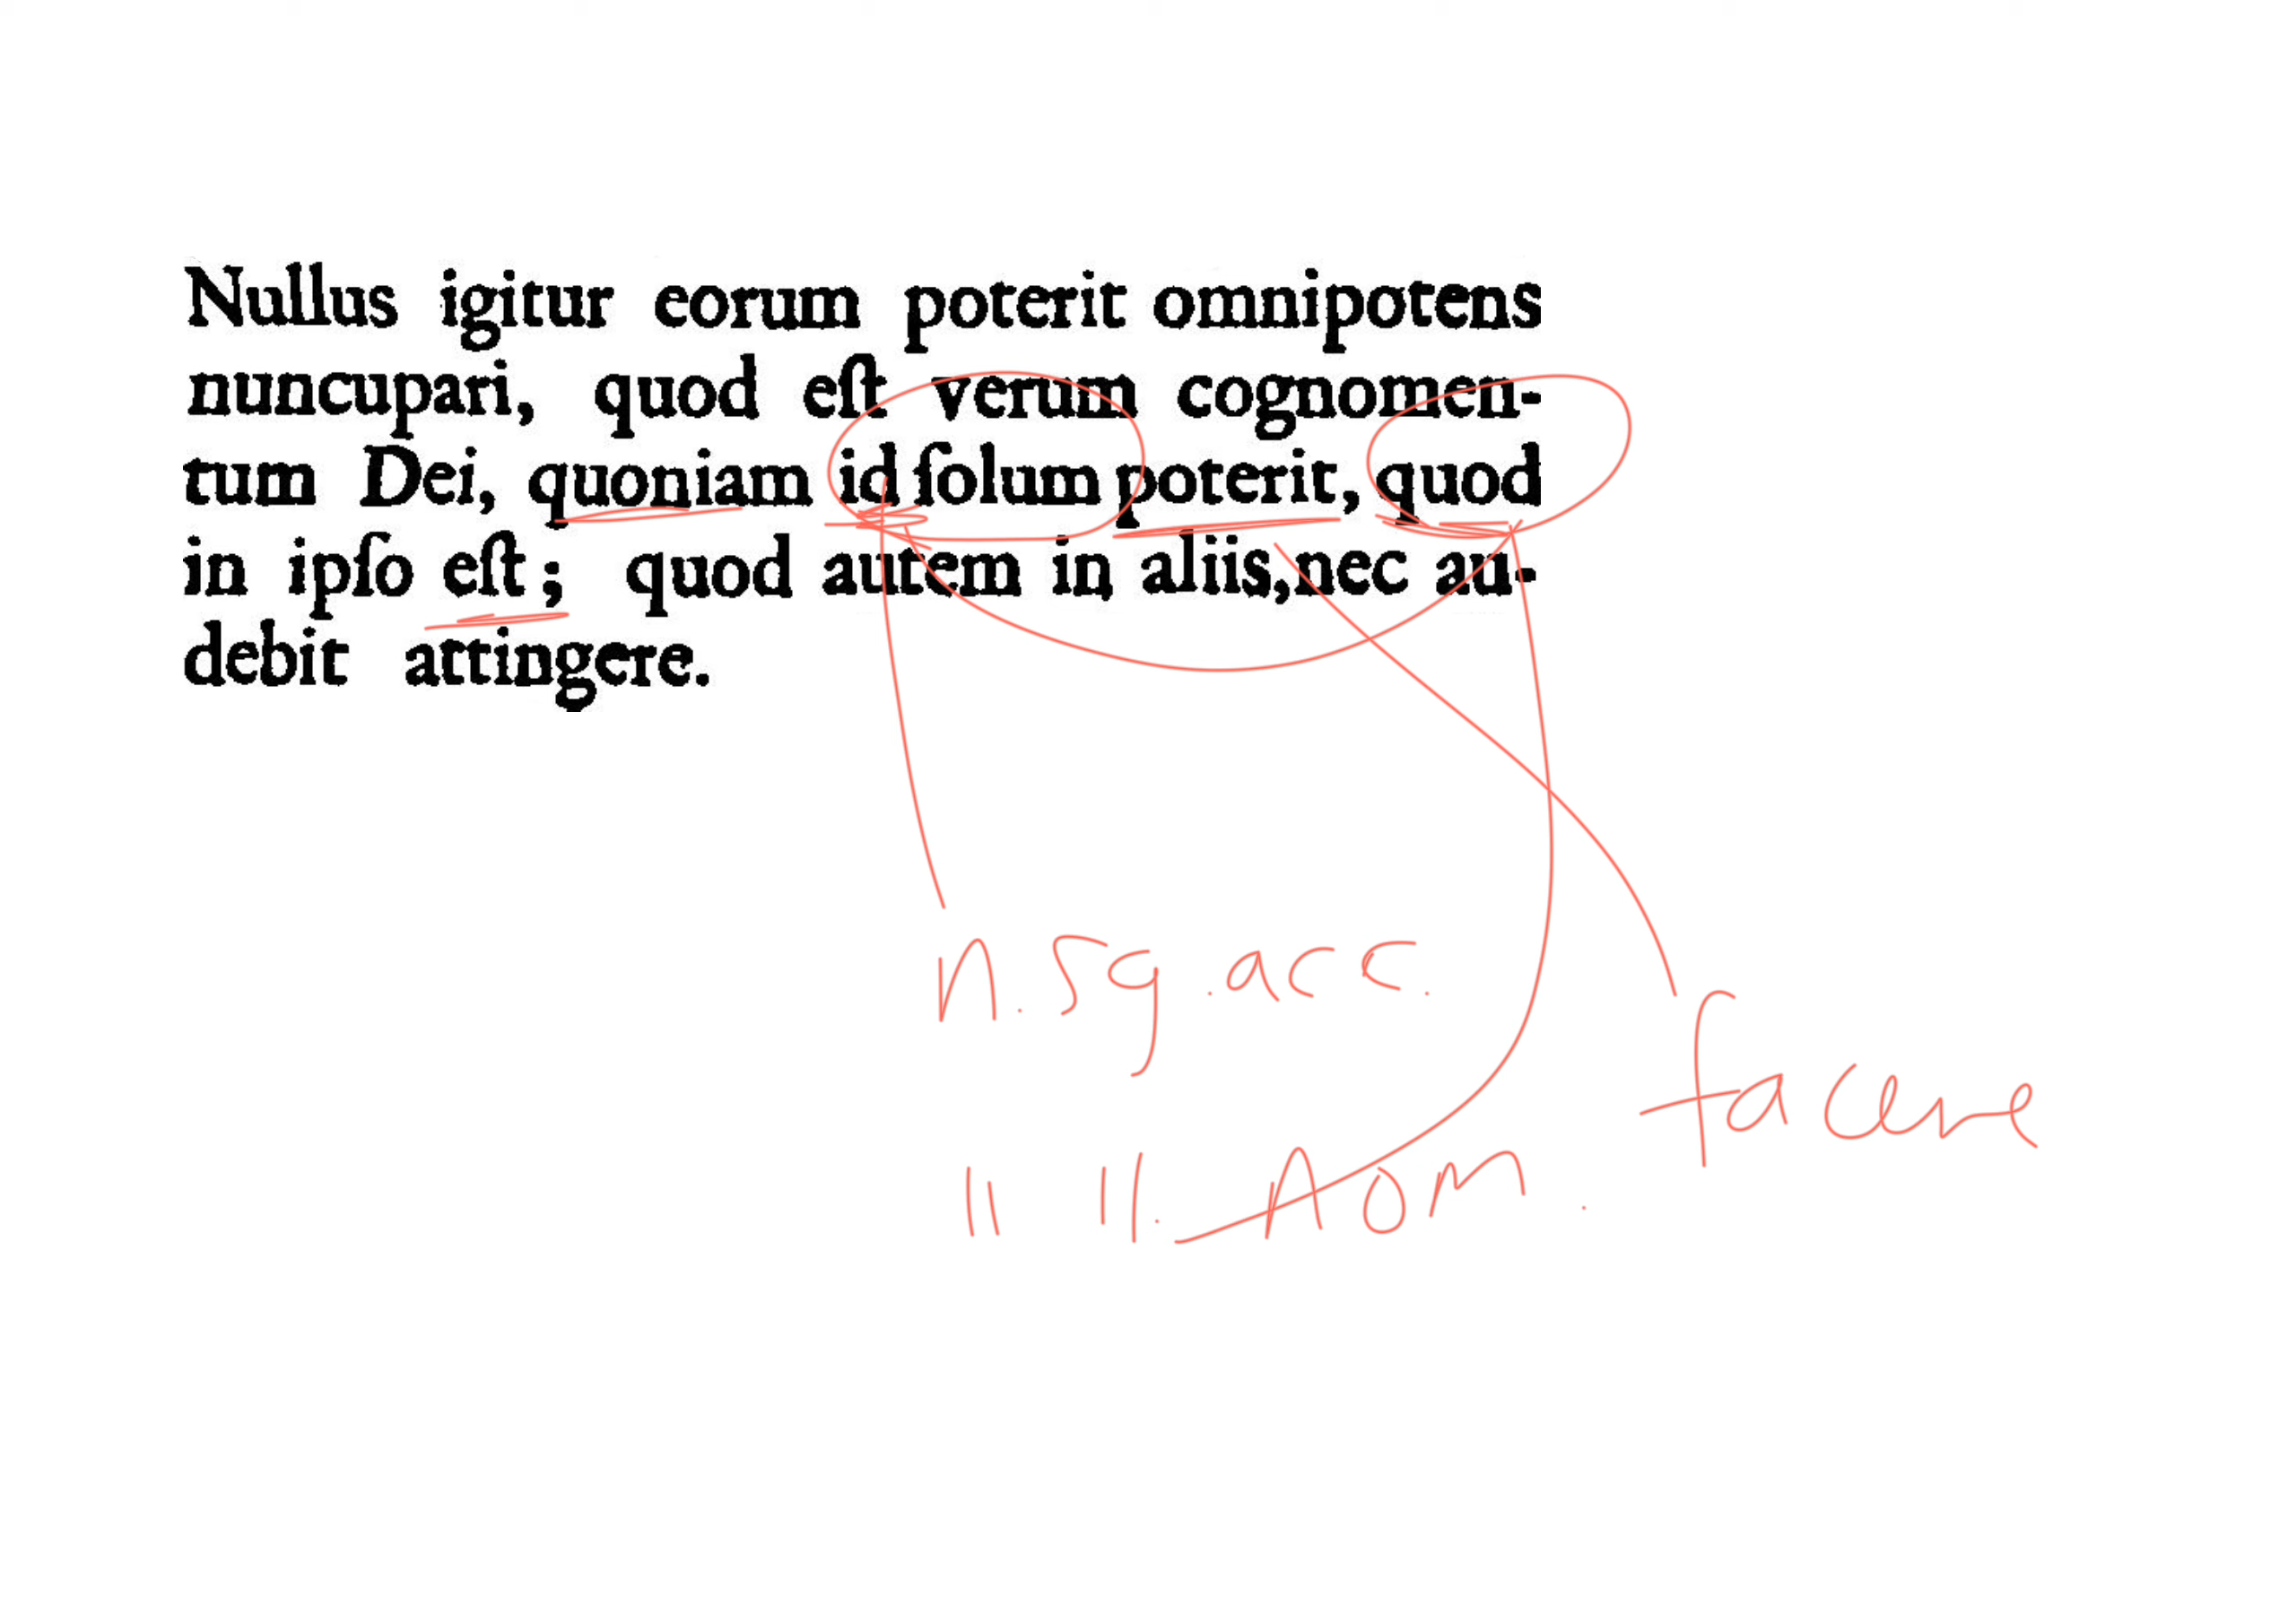 Nullus igitur eorum poterit omnipotens
nuncupari, quod eſt verum cognomen-
tum Dei, quoniam id ſolum poterit, quod
in ipſo eſt; quod autem in aliis, nec au-
debit attingere.
n. sg. acc.
" ". nom.
facere